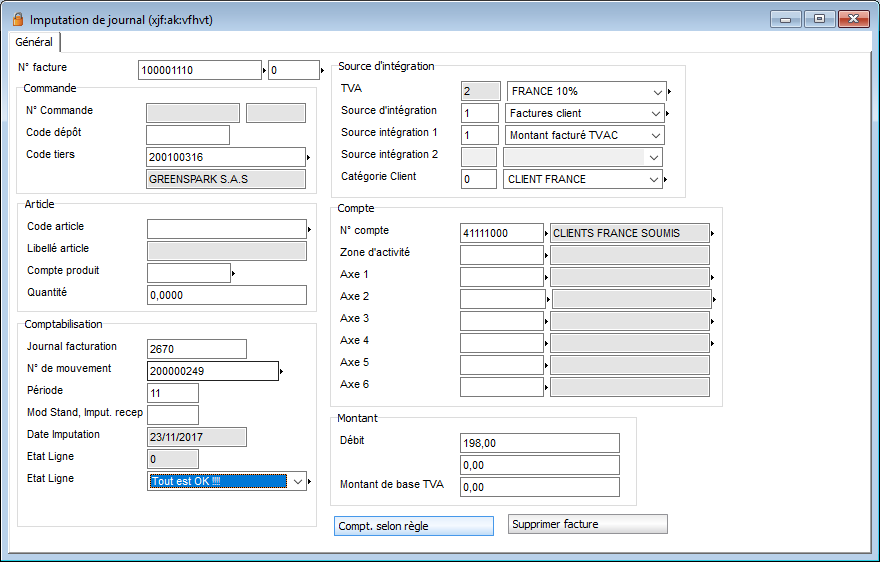 Imputation de journal (xjf:ak:vfhvt)
Général
N° facture 100001110 0
Commande
N° Commande
Code dépôt
Code tiers 200100316
GREENSPARK S.A.S
Article
Code article
Libellé article
Compte produit
Quantité 0,0000
Comptabilisation
Journal facturation 2670
N° de mouvement 200000249
Période 11
Mod Stand, Imput. recep
Date Imputation 23/11/2017
Etat Ligne 0
Etat Ligne Tout est OK !!!!
Source d'intégration
TVA 2 FRANCE 10%
Source d'intégration 1 Factures client
Source intégration 1 1 Montant facturé TVAC
Source intégration 2
Catégorie Client 0 CLIENT FRANCE
Compte
N° compte 41111000 CLIENTS FRANCE SOUMIS
Zone d'activité
Axe 1
Axe 2
Axe 3
Axe 4
Axe 5
Axe 6
Montant
Débit 198,00
0,00
Montant de base TVA 0,00
Compt. selon règle Supprimer facture